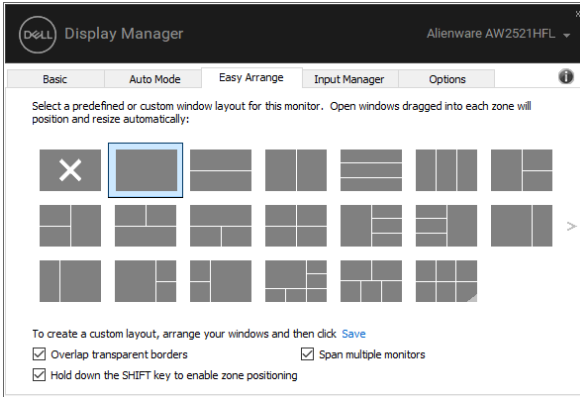 DELL Display Manager
Alienware AW2521HFL
Basic Auto Mode Easy Arrange Input Manager Options
Select a predefined or custom window layout for this monitor. Open windows dragged into each zone will
position and resize automatically:
To create a custom layout, arrange your windows and then click Save
Overlap transparent borders
Span multiple monitors
Hold down the SHIFT key to enable zone positioning